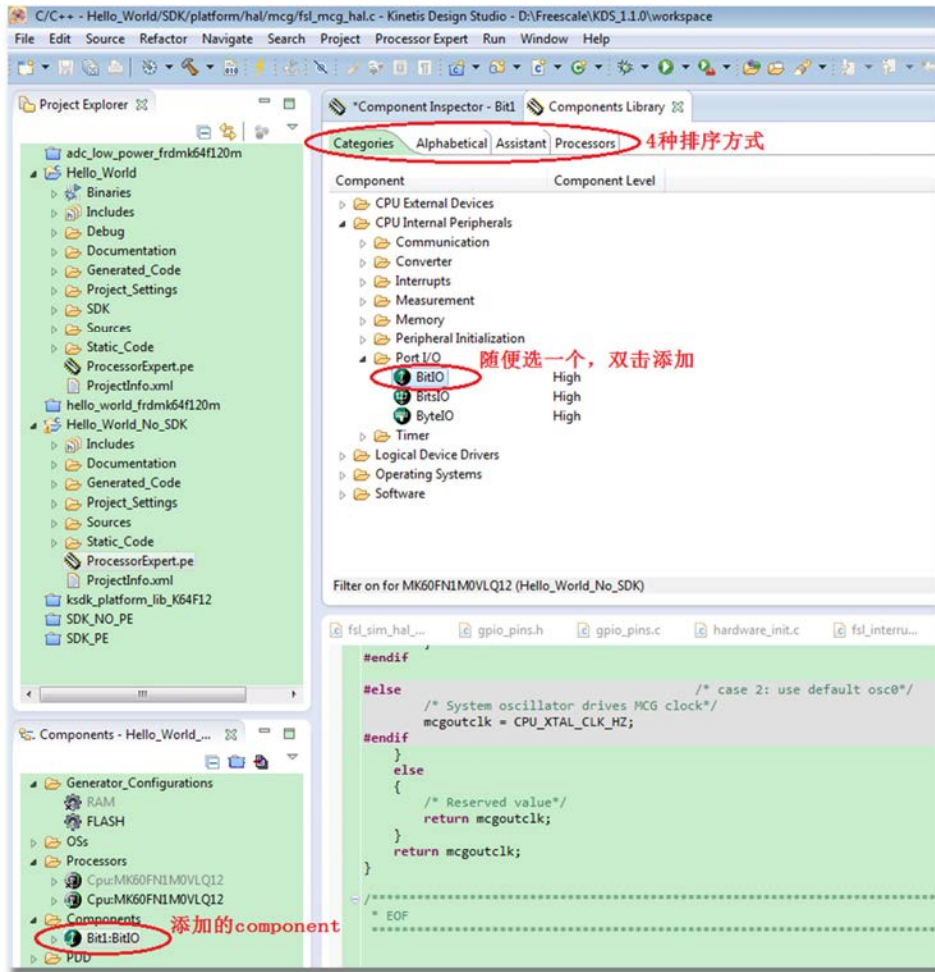 C/C++ - Hello_World/SDK/platform/hal/mcg/fsl_mcg_hal.c - Kinetis Design Studio - D:\Freescale\KDS_1.1.0\workspace
File Edit Source Refactor Navigate Search Project Processor Expert Run Window Help
Project Explorer
adc_low_power_frdmk64f120m
Hello_World
Binaries
Includes
Debug
Documentation
Generated_Code
Project_Settings
SDK
Sources
Static_Code
ProcessorExpert.pe
ProjectInfo.xml
hello_world_frdmk64f120m
Hello_World_No_SDK
Includes
Documentation
Generated_Code
Project_Settings
Sources
Static_Code
ProcessorExpert.pe
ProjectInfo.xml
ksdk_platform_lib_K64F12
SDK_NO_PE
SDK_PE
*Component Inspector - Bit1 Components Library
Categories Alphabetical Assistant Processors 4种排序方式
Component Component Level
CPU External Devices
CPU Internal Peripherals
Communication
Converter
Interrupts
Measurement
Memory
Peripheral Initialization
Port I/O 随便选一个，双击添加
BitIO High
BitsIO High
ByteIO High
Timer
Logical Device Drivers
Operating Systems
Software
Filter on for MK60FN1M0VLQ12 (Hello_World_No_SDK)
fsl_sim_hal_... gpio_pins.h gpio_pins.c hardware_init.c fsl_interru...
}
#endif
#else /* case 2: use default osc0*/
/* System oscillator drives MCG clock*/
mcgoutclk = CPU_XTAL_CLK_HZ;
#endif
}
else
{
/* Reserved value*/
return mcgoutclk;
}
return mcgoutclk;
}
* EOF
Components - Hello_World_...
Generator_Configurations
RAM
FLASH
OSs
Processors
Cpu:MK60FN1M0VLQ12
Cpu:MK60FN1M0VLQ12
Components 添加的component
Bit1:BitIO
PDD